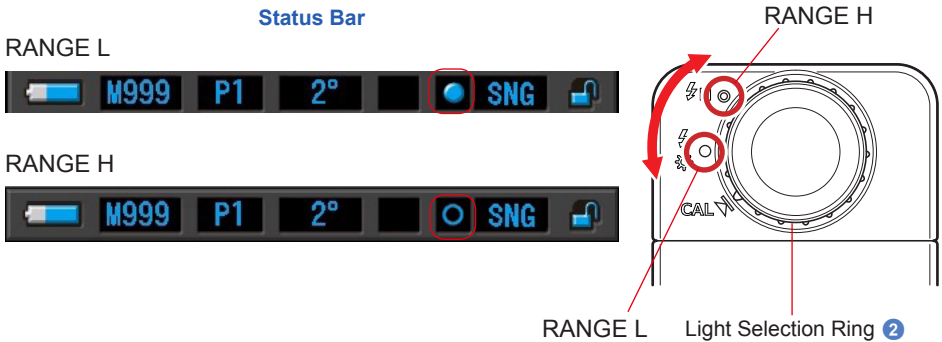 Status Bar
RANGE L
M999 P1 2° SNG
RANGE H
M999 P1 2° SNG
RANGE H
CAL
RANGE L
Light Selection Ring 2